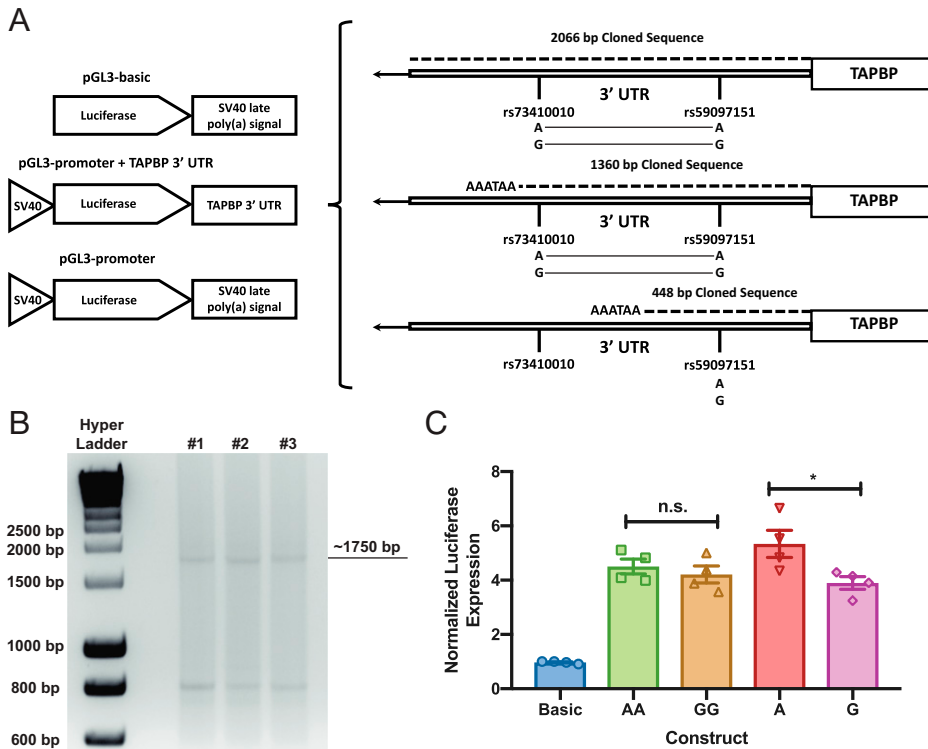 A
pGL3-basic
Luciferase
SV40 late
poly(a) signal
pGL3-promoter + TAPBP 3’ UTR
SV40
Luciferase
TAPBP 3’ UTR
pGL3-promoter
SV40
Luciferase
SV40 late
poly(a) signal
2066 bp Cloned Sequence
TAPBP
3’ UTR
rs73410010
rs59097151
A
A
G
G
1360 bp Cloned Sequence
AAATAA
TAPBP
3’ UTR
rs73410010
rs59097151
A
A
G
G
448 bp Cloned Sequence
AAATAA
TAPBP
3’ UTR
rs73410010
rs59097151
A
G
B
Hyper
Ladder
#1
#2
#3
2500 bp
2000 bp
1500 bp
1000 bp
800 bp
600 bp
~1750 bp
C
Normalized Luciferase
Expression
8
6
4
2
0
n.s.
*
Basic
AA
GG
A
G
Construct